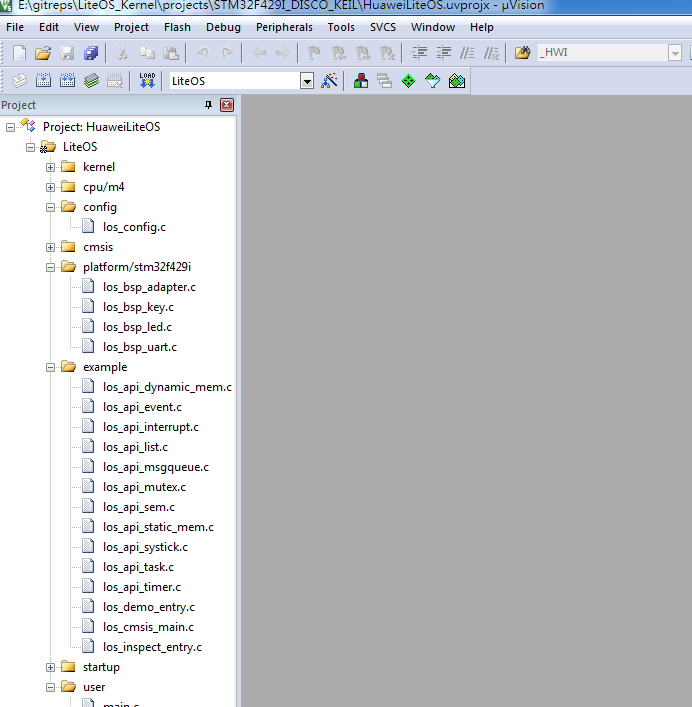 E:\gitreps\LiteOS_Kernel\projects\STM32F429I_DISCO_KEIL\HuaweiLiteOS.uvprojx - µVision
File Edit View Project Flash Debug Peripherals Tools SVCS Window Help
_HWI
LOAD LiteOS
Project
Project: HuaweiLiteOS
LiteOS
kernel
cpu/m4
config
los_config.c
cmsis
platform/stm32f429i
los_bsp_adapter.c
los_bsp_key.c
los_bsp_led.c
los_bsp_uart.c
example
los_api_dynamic_mem.c
los_api_event.c
los_api_interrupt.c
los_api_list.c
los_api_msgqueue.c
los_api_mutex.c
los_api_sem.c
los_api_static_mem.c
los_api_systick.c
los_api_task.c
los_api_timer.c
los_demo_entry.c
los_cmsis_main.c
los_inspect_entry.c
startup
user
main.c